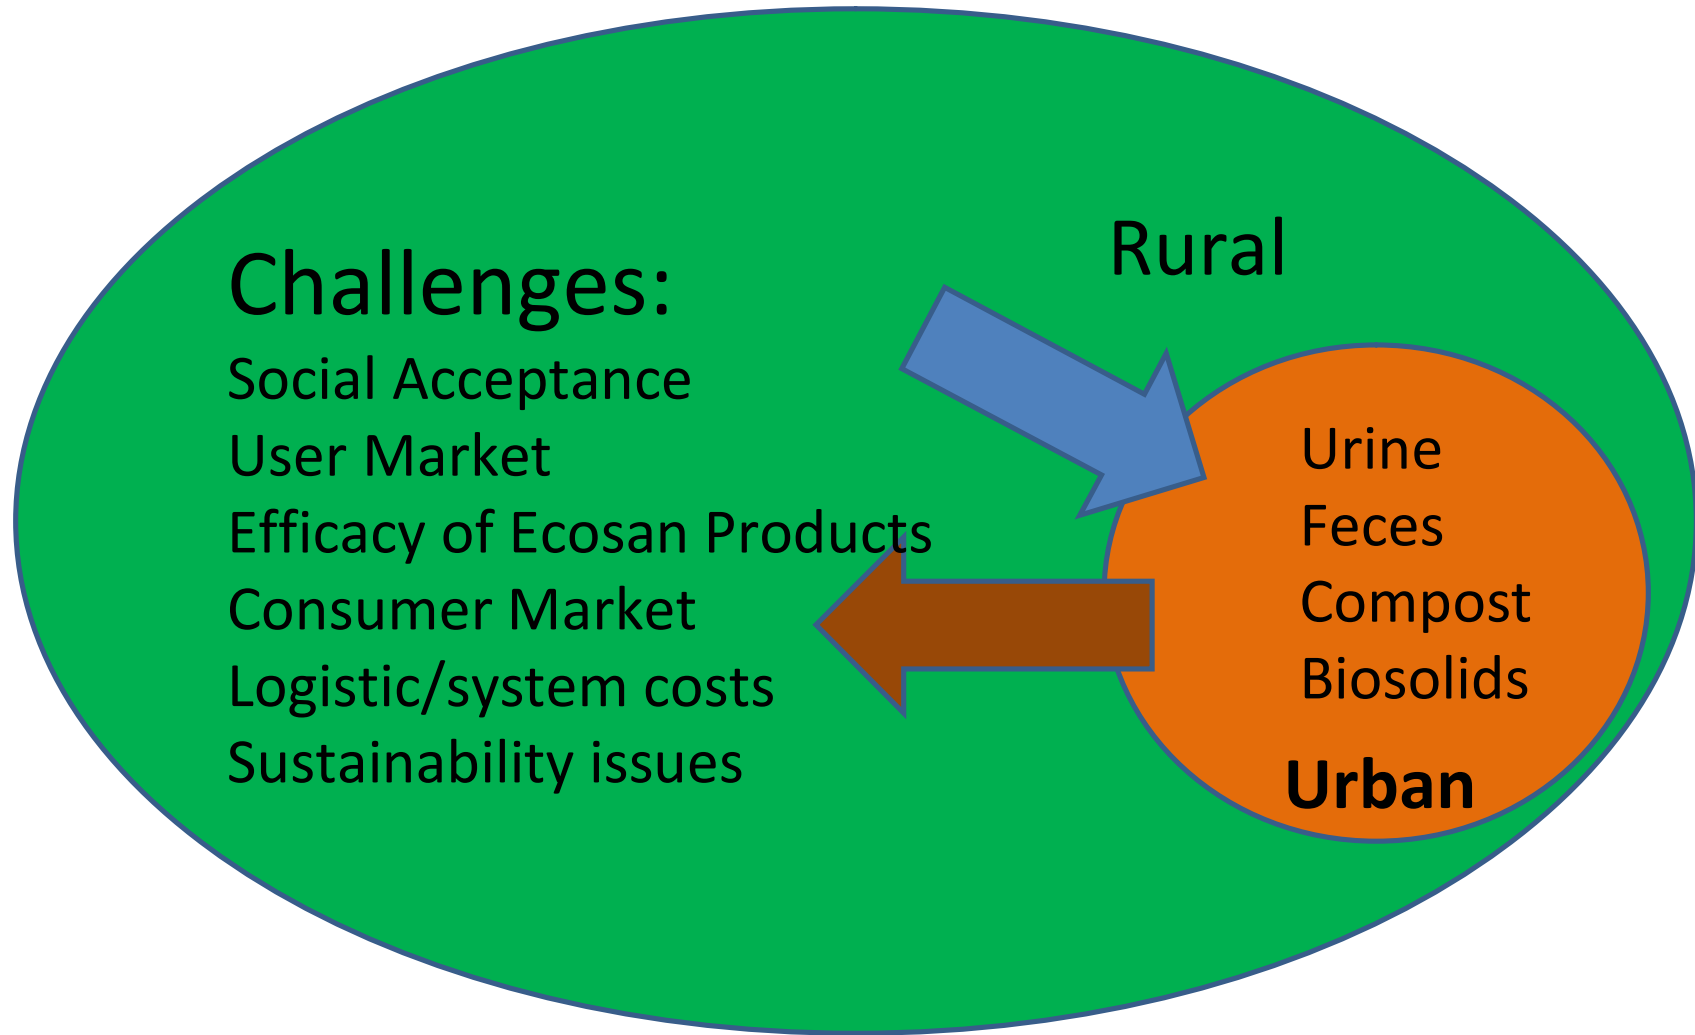 Rural
Challenges:
Social Acceptance
User Market
Efficacy of Ecosan Products
Consumer Market
Logistic/system costs
Sustainability issues
Urine
Feces
Compost
Biosolids
Urban